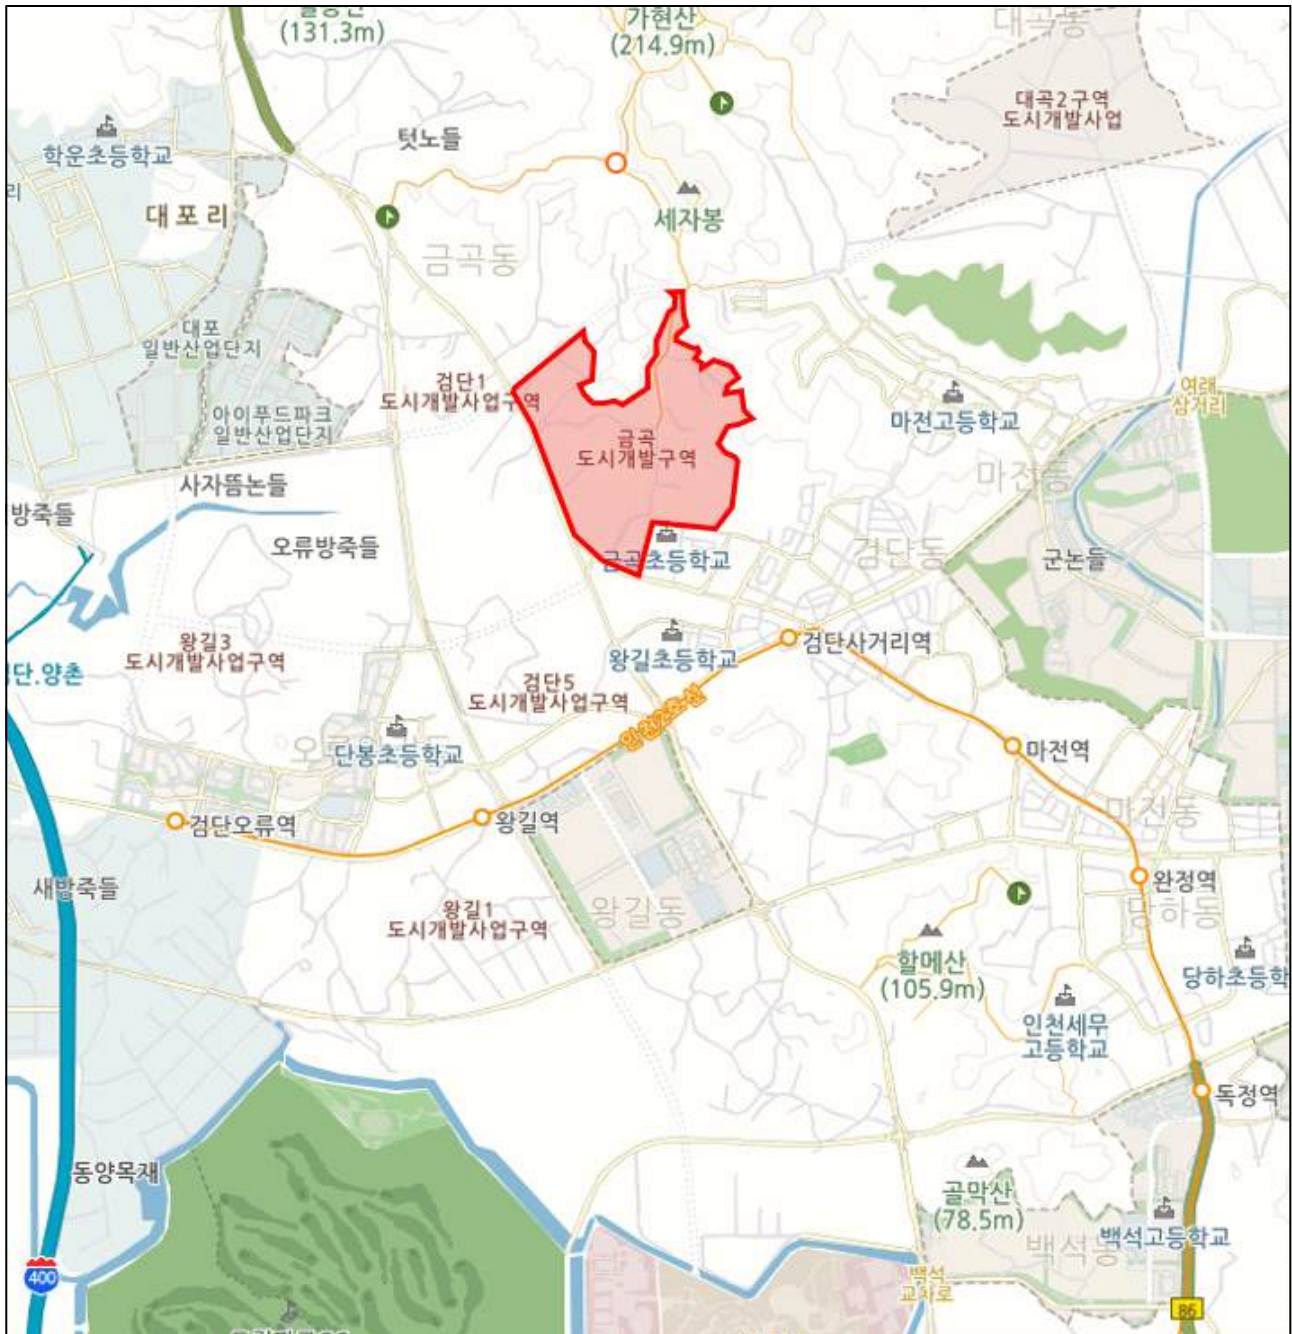 가현산
(131.3m)
(214.9m)
대곡동
대곡2구역
도시개발사업
텃노들
학운초등학교
리
대포리
세자봉
금곡동
대포
일반산업단지
검단1
도시개발사업구역
여래
삼거리
아이푸드파크
일반산업단지
마전고등학교
금곡
도시개발구역
마전동
사자뜸논들
방죽들
오류방죽들
금곡초등학교
검단동
군논들
왕길3
도시개발사업구역
단.양촌
왕길초등학교
검단사거리역
검단5
도시개발사업구역
인천2호선
단봉초등학교
마전역
마전동
검단오류역
왕길역
새방죽들
완정역
왕길1
도시개발사업구역
왕길동
당하동
할메산
(105.9m)
당하초등학
인천세무
고등학교
독정역
동양목재
골막산
(78.5m)
백석고등학교
백석동
400
백석
교차로
86